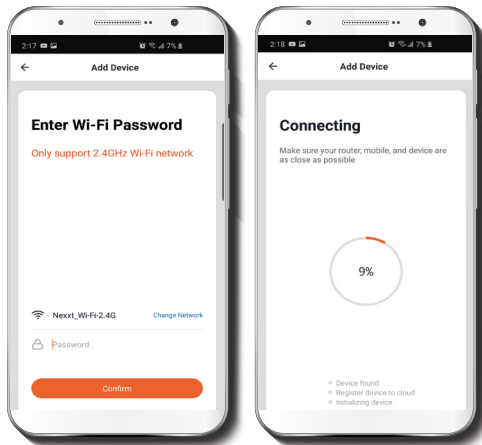 2:17
7%
Add Device
Enter Wi-Fi Password
Only support 2.4GHz Wi-Fi network
Nexxt_Wi-Fi-2.4G Change Network
Password
Confirm
2:18
7%
Add Device
Connecting
Make sure your router, mobile, and device are
as close as possible
9%
Device found
Register device to cloud
Initializing device